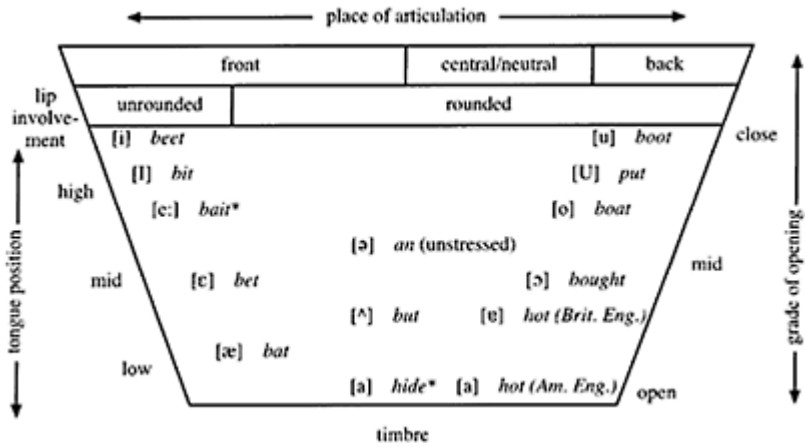 place of articulation
front central/neutral back
lip
involve-
ment
unrounded rounded
[i] beet [u] boot close
[I] bit [U] put
high
[e:] bait* [o] boat
[ə] an (unstressed)
mid [ɛ] bet [ɔ] bought mid
[^] but [ɐ] hot (Brit. Eng.)
[æ] bat
low
[a] hide* [a] hot (Am. Eng.) open
tongue position
grade of opening
timbre